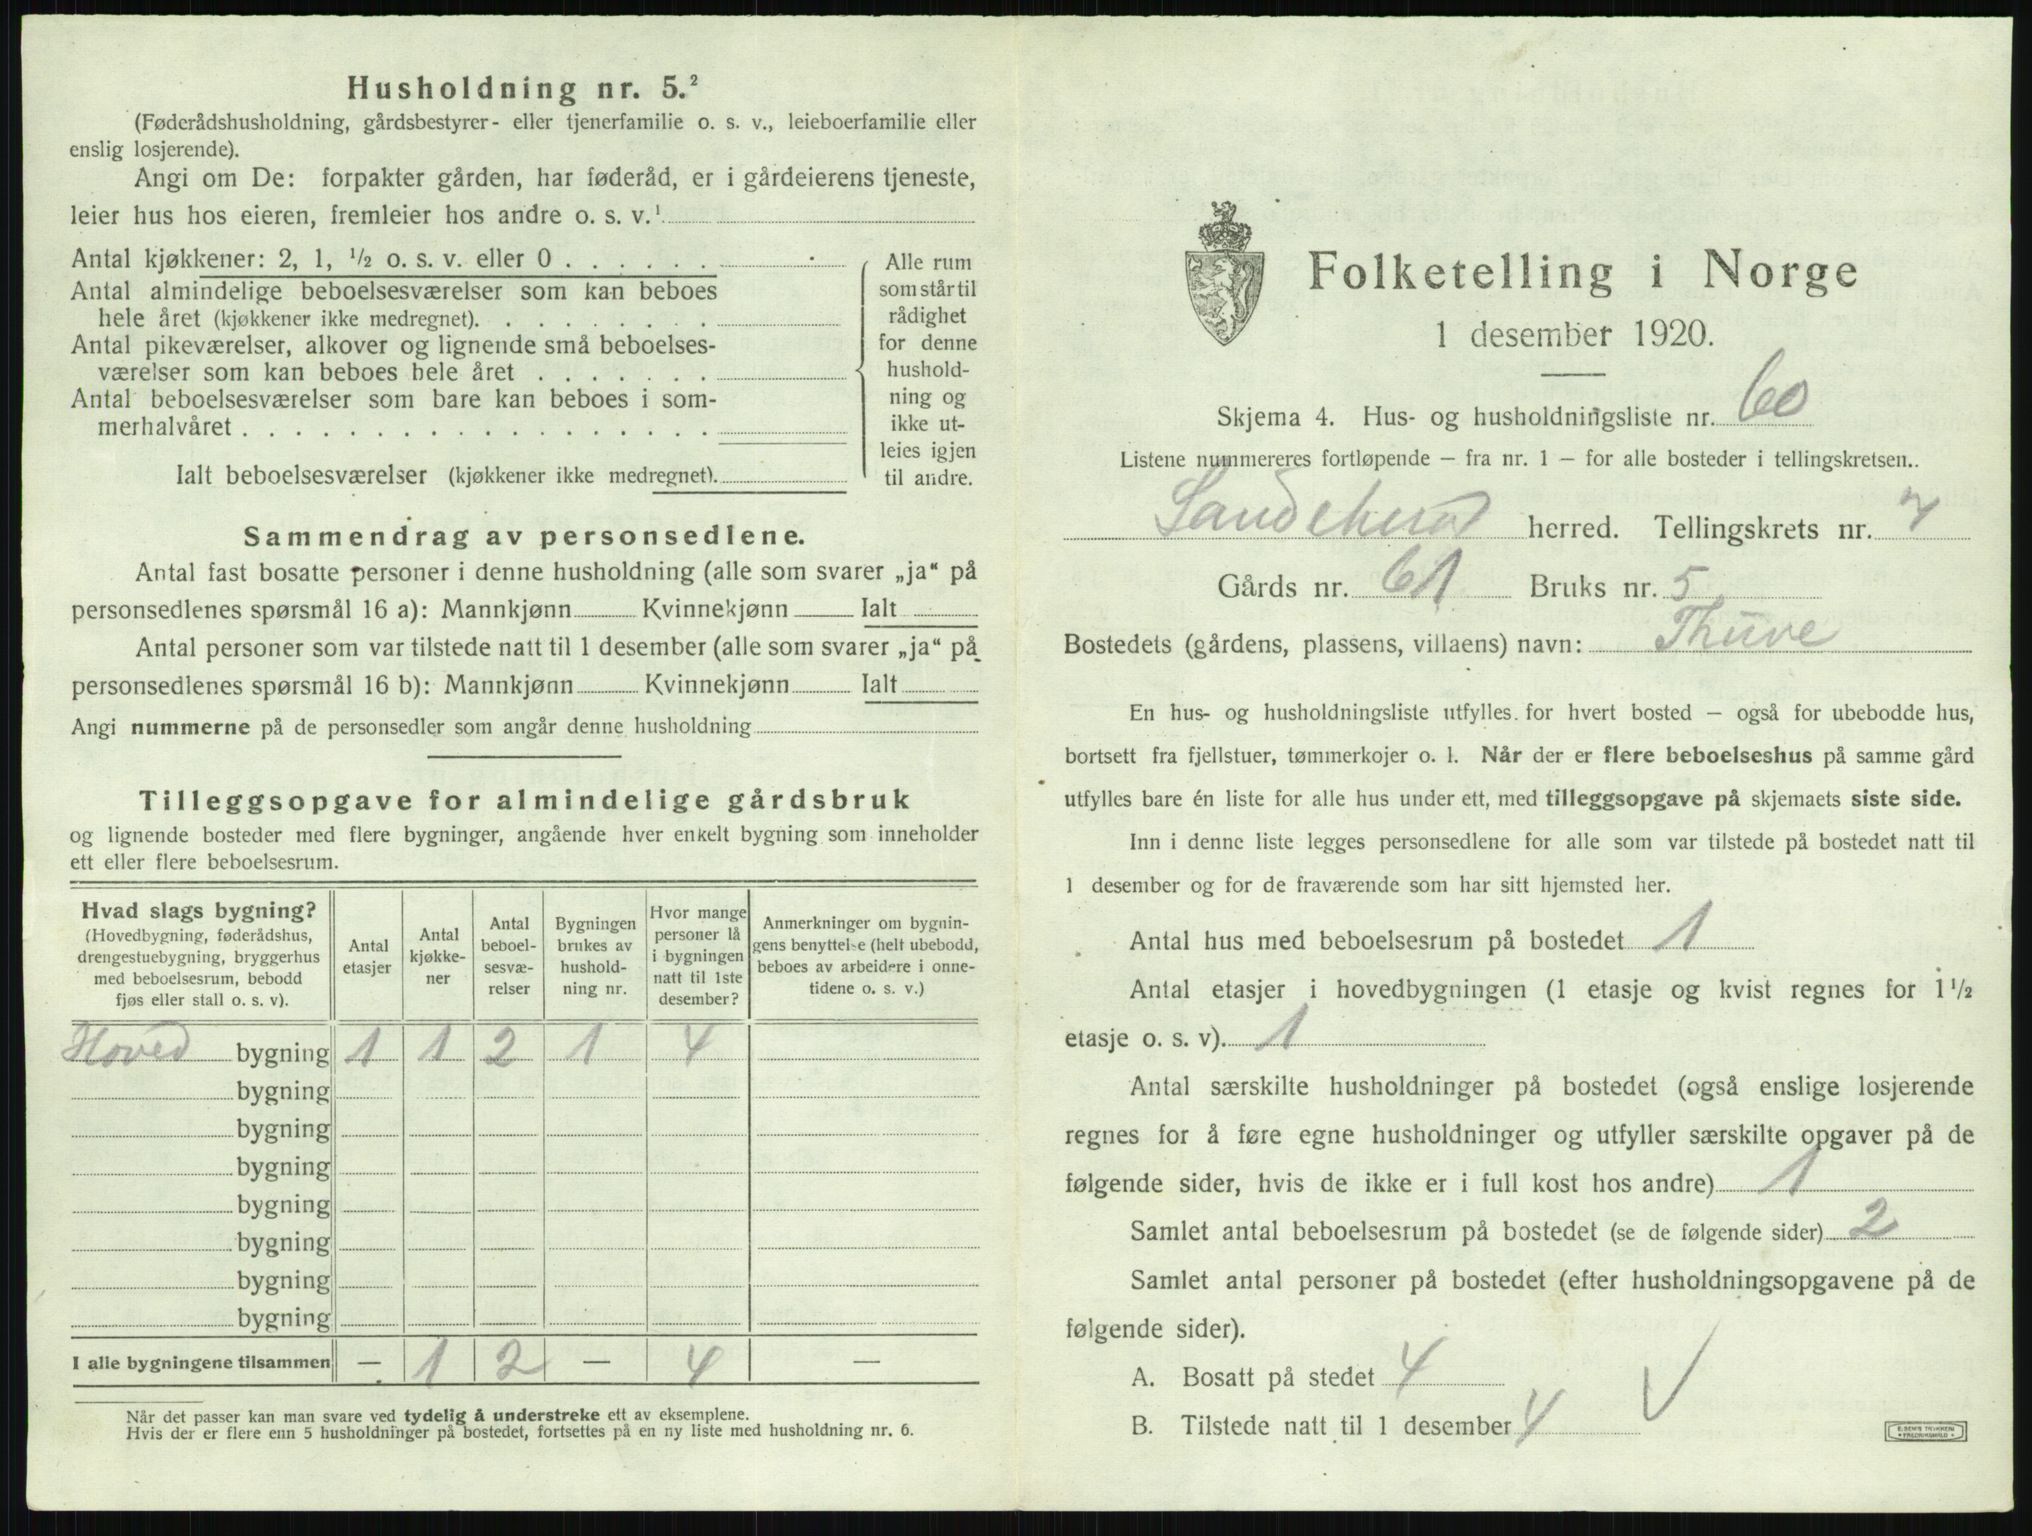 Husholdning nr. 5.²
(Føderådshusholdning, gårdsbestyrer- eller tjenerfamilie o. s. v., leieboerfamilie eller
enslig losjerende).
Angi om De: forpakter gården, har føderåd, er i gårdeierens tjeneste,
leier hus hos eieren, fremleier hos andre o. s. v.¹
Antal kjøkkener: 2, 1, ½ o. s. v. eller 0 . . . . . .
Antal almindelige beboelsesværelser som kan beboes
hele året (kjøkkener ikke medregnet). . . . . . . . .
Antal pikeværelser, alkover og lignende små beboelses-
værelser som kan beboes hele året . . . . . . .
Antal beboelsesværelser som bare kan beboes i som-
merhalvåret . . . . . . . . . . . . . . . . . .
Ialt beboelsesværelser (kjøkkener ikke medregnet).
Alle rum
som står til
rådighet
for denne
hushold-
ning og
ikke ut-
leies igjen
til andre.
Sammendrag av personsedlene.
Antal fast bosatte personer i denne husholdning (alle som svarer „ja“ på
personsedlenes spørsmål 16 a): Mannkjønn Kvinnekjønn Ialt
Antal personer som var tilstede natt til 1 desember (alle som svarer „ja“ på
personsedlenes spørsmål 16 b): Mannkjønn Kvinnekjønn Ialt
Angi nummerne på de personsedler som angår denne husholdning
Tilleggsopgave for almindelige gårdsbruk
og lignende bosteder med flere bygninger, angående hver enkelt bygning som inneholder
ett eller flere beboelsesrum.
Hvad slags bygning?
(Hovedbygning, føderådshus,
drengestuebygning, bryggerhus
med beboelsesrum, bebodd
fjøs eller stall o. s. v).
Antal
etasjer
Antal
kjøkke-
ner
Antal
beboel-
sesvæ-
relser
Bygningen
brukes av
hushold-
ning nr.
Hvor mange
personer lå
i bygningen
natt til 1ste
desember?
Anmerkninger om bygnin-
gens benyttelse (helt ubebodd,
beboes av arbeidere i onne-
tidene o. s. v.)
Hoved bygning 1 1 2 1 4
bygning
bygning
bygning
bygning
bygning
bygning
bygning
I alle bygningene tilsammen — 1 2 — 4 —
Når det passer kan man svare ved tydelig å understreke ett av eksemplene.
Hvis der er flere enn 5 husholdninger på bostedet, fortsettes på en ny liste med husholdning nr. 6.
Folketelling i Norge
1 desember 1920.
Skjema 4. Hus- og husholdningsliste nr. 60
Listene nummereres fortløpende — fra nr. 1 — for alle bosteder i tellingskretsen..
Sandeherad herred. Tellingskrets nr. 7
Gårds nr. 61 Bruks nr. 5
Bostedets (gårdens, plassens, villaens) navn: Thuve
En hus- og husholdningsliste utfylles. for hvert bosted — også for ubebodde hus,
bortsett fra fjellstuer, tømmerkojer o. l. Når der er flere beboelseshus på samme gård
utfylles bare én liste for alle hus under ett, med tilleggsopgave på skjemaets siste side.
Inn i denne liste legges personsedlene for alle som var tilstede på bostedet natt til
1 desember og for de fraværende som har sitt hjemsted her.
Antal hus med beboelsesrum på bostedet 1
Antal etasjer i hovedbygningen (1 etasje og kvist regnes for 1½
etasje o. s. v). 1
Antal særskilte husholdninger på bostedet (også enslige losjerende
regnes for å føre egne husholdninger og utfyller særskilte opgaver på de
følgende sider, hvis de ikke er i full kost hos andre) 1
Samlet antal beboelsesrum på bostedet (se de følgende sider) 2
Samlet antal personer på bostedet (efter husholdningsopgavene på de
følgende sider).
A. Bosatt på stedet 4
B. Tilstede natt til 1 desember 4